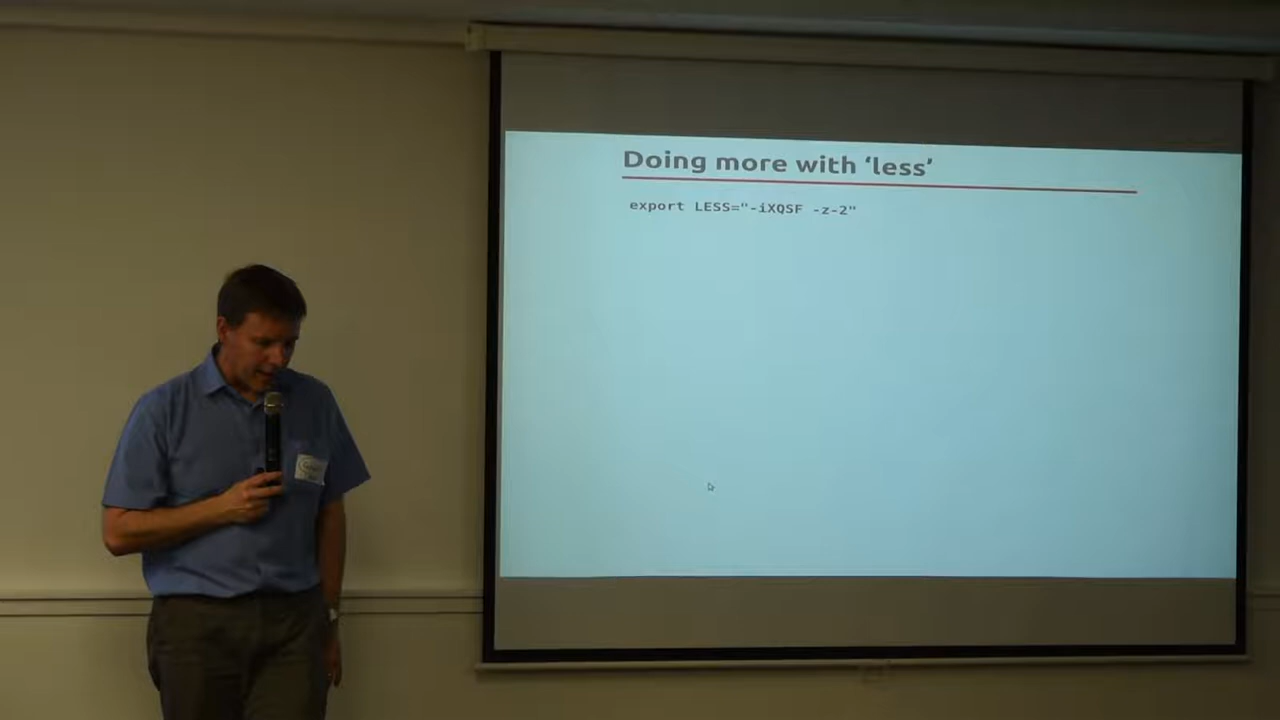 Doing more with ‘less’
export LESS="-iXQSF -z-2"